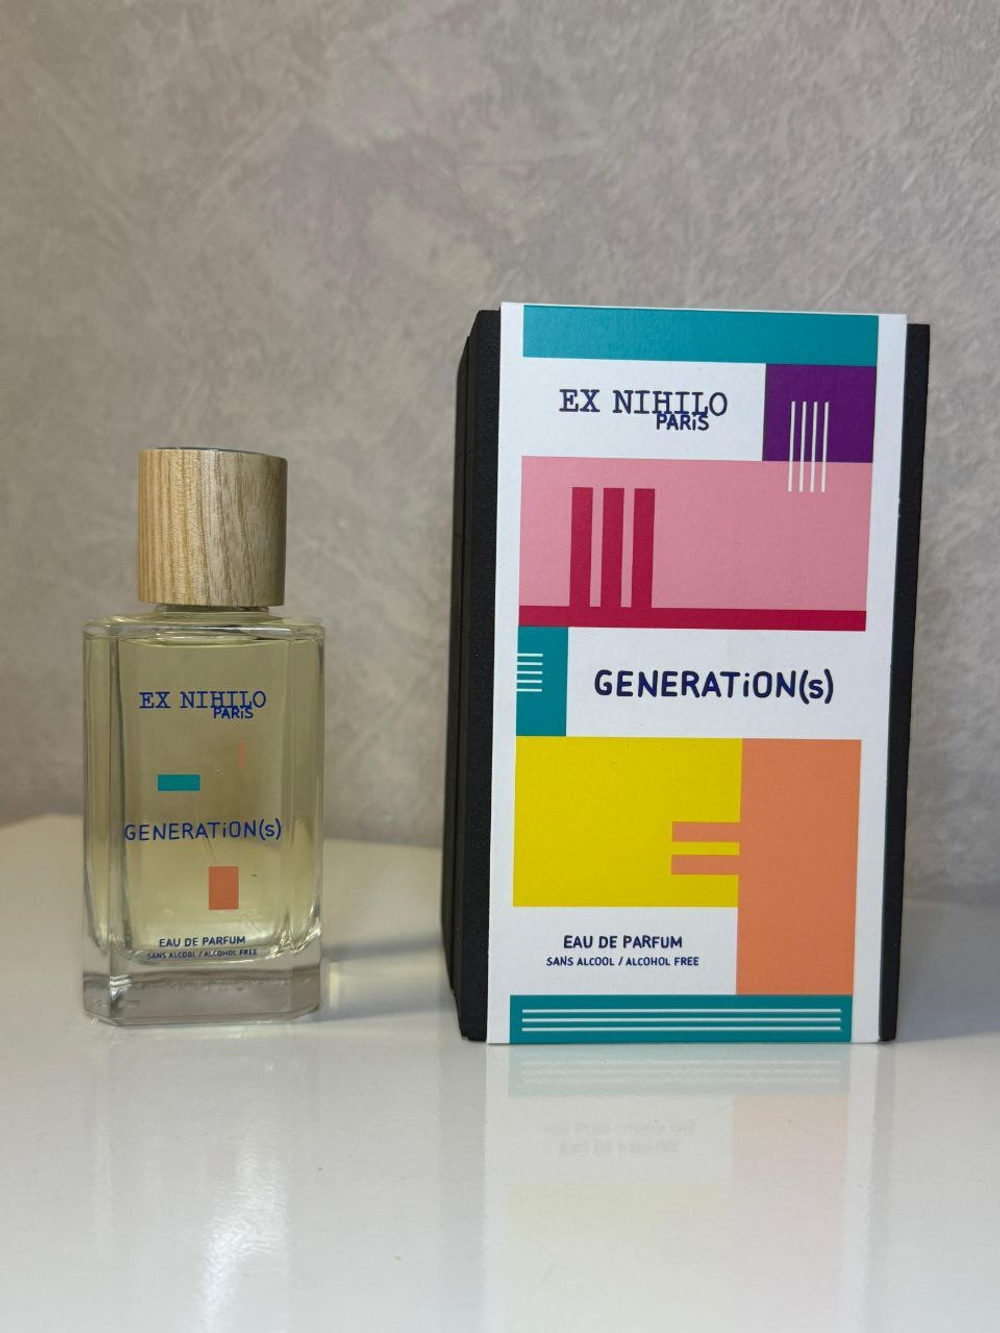 EX NIHILO
PARiS
GENERATiON(s)
EAU DE PARFUM
SANS ALCOOL / ALCOHOL FREE
EX NIHILO
PARiS
GENERATiON(s)
EAU DE PARFUM
SANS ALCOOL / ALCOHOL FREE